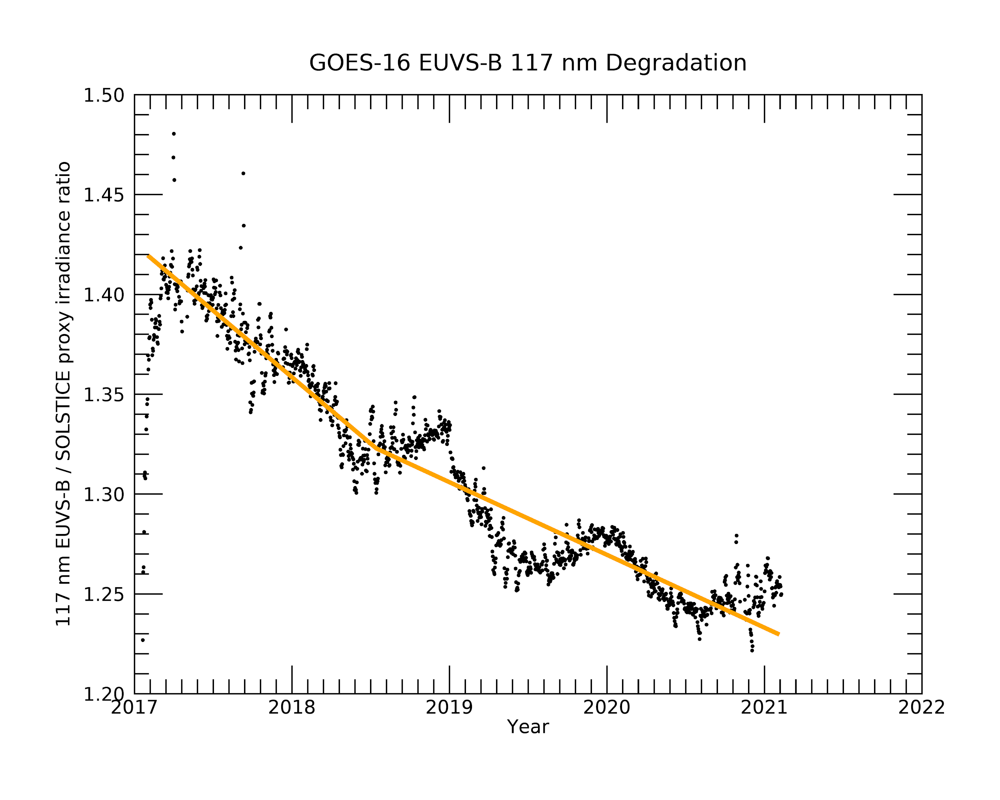 GOES-16 EUVS-B 117 nm Degradation
117 nm EUVS-B / SOLSTICE proxy irradiance ratio
1.50
1.45
1.40
1.35
1.30
1.25
1.20
2017 2018 2019 2020 2021 2022
Year